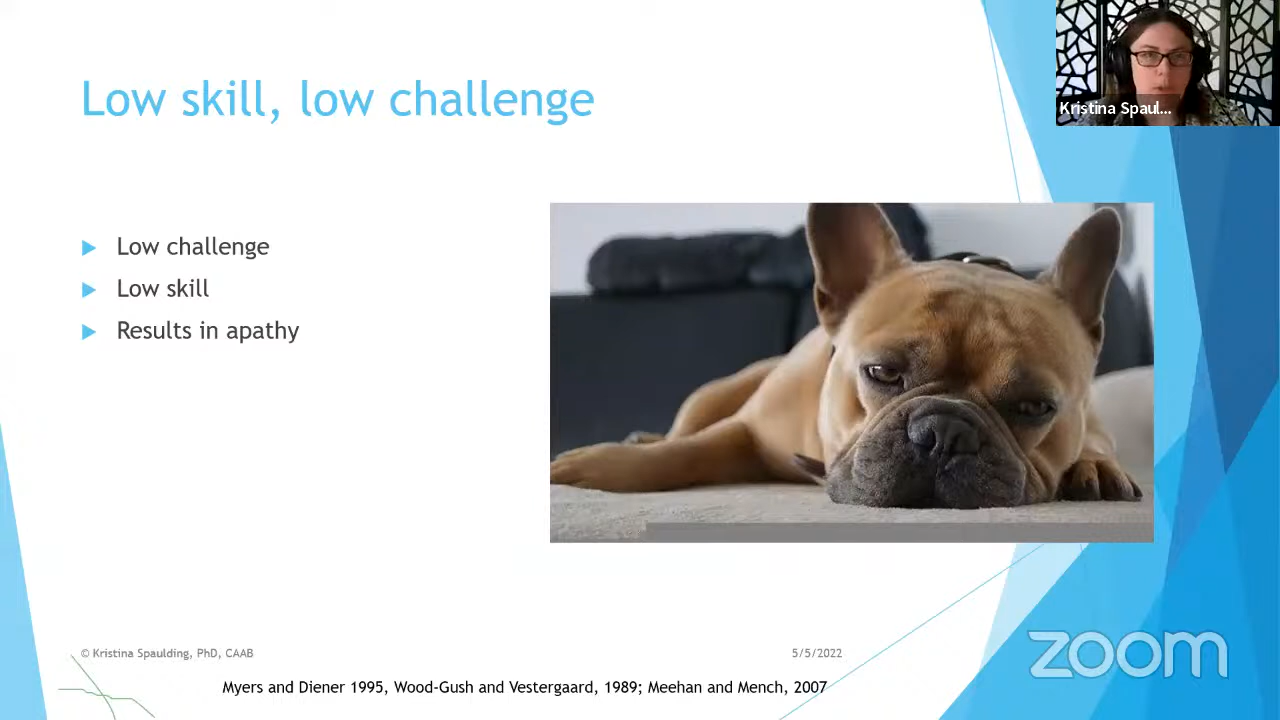 Low skill, low challenge
Kristina Spaul...
Low challenge
Low skill
Results in apathy
© Kristina Spaulding, PhD, CAAB
5/5/2022
Myers and Diener 1995, Wood-Gush and Vestergaard, 1989; Meehan and Mench, 2007
zoom